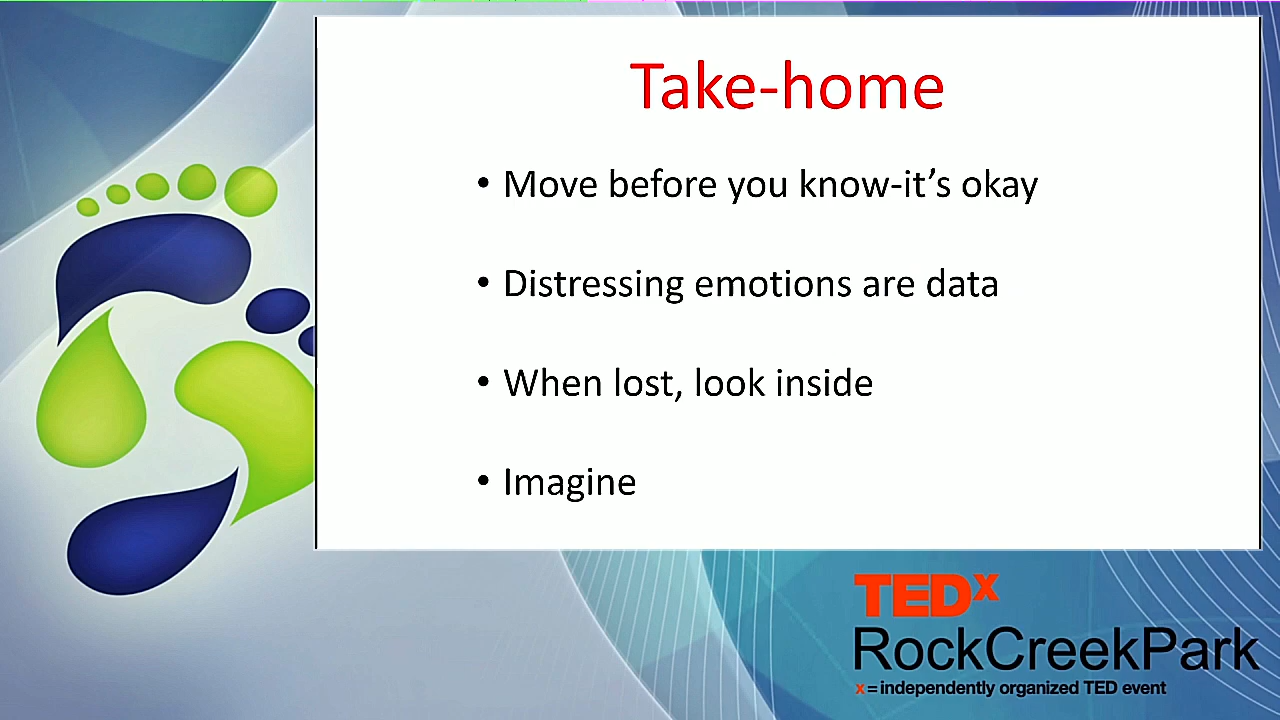 Take-home
• Move before you know-it’s okay
• Distressing emotions are data
• When lost, look inside
• Imagine
TEDx
RockCreekPark
x = independently organized TED event